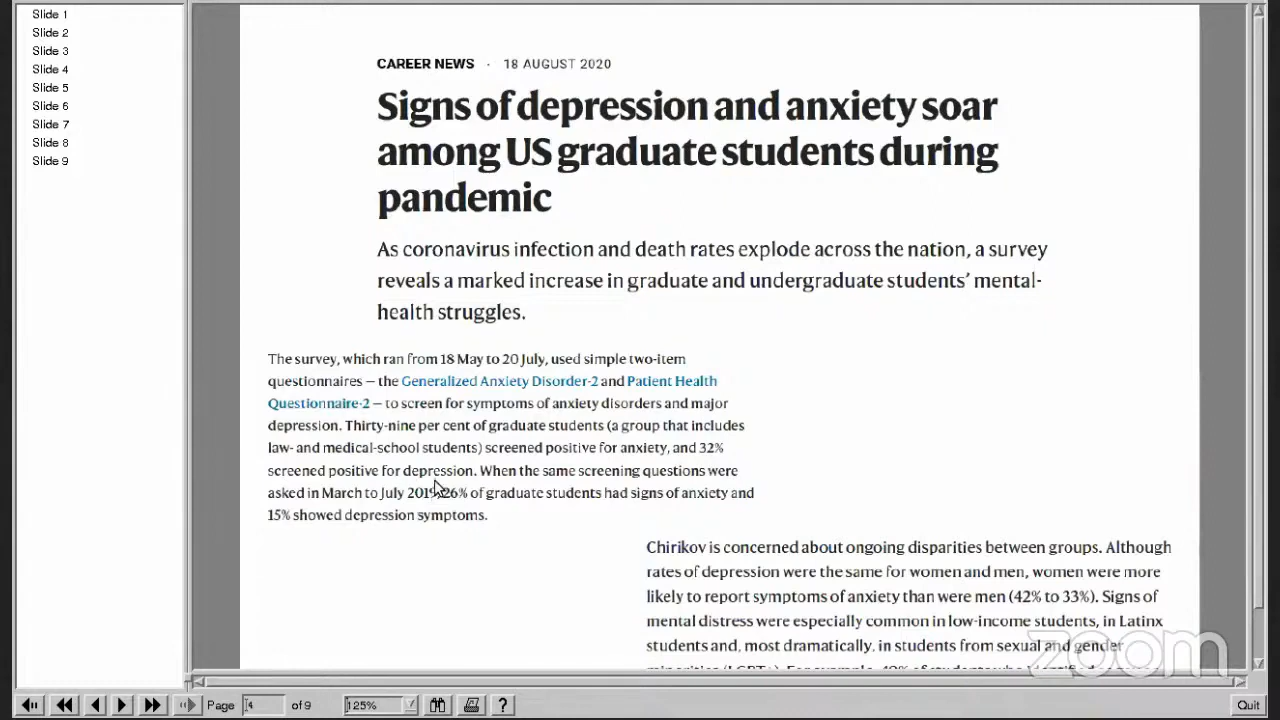 Slide 1
Slide 2
Slide 3
Slide 4
Slide 5
Slide 6
Slide 7
Slide 8
Slide 9
CAREER NEWS · 18 AUGUST 2020
Signs of depression and anxiety soar
among US graduate students during
pandemic
As coronavirus infection and death rates explode across the nation, a survey
reveals a marked increase in graduate and undergraduate students' mental-
health struggles.
The survey, which ran from 18 May to 20 July, used simple two-item
questionnaires — the Generalized Anxiety Disorder-2 and Patient Health
Questionnaire-2 — to screen for symptoms of anxiety disorders and major
depression. Thirty-nine per cent of graduate students (a group that includes
law- and medical-school students) screened positive for anxiety, and 32%
screened positive for depression. When the same screening questions were
asked in March to July 2019, 26% of graduate students had signs of anxiety and
15% showed depression symptoms.
Chirikov is concerned about ongoing disparities between groups. Although
rates of depression were the same for women and men, women were more
likely to report symptoms of anxiety than were men (42% to 33%). Signs of
mental distress were especially common in low-income students, in Latinx
students and, most dramatically, in students from sexual and gender
zoom
Page 4 of 9 125% ? Quit